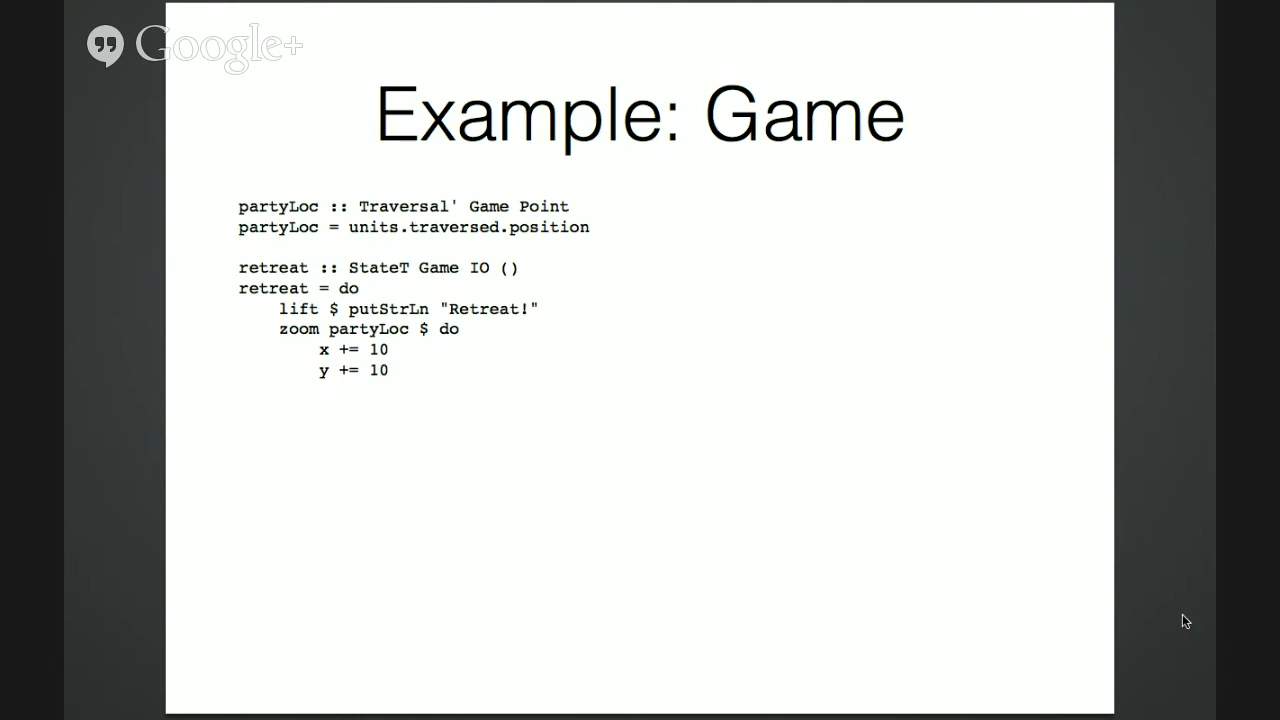 Google+
Example: Game
partyLoc :: Traversal' Game Point
partyLoc = units.traversed.position
retreat :: StateT Game IO ()
retreat = do
    lift $ putStrLn "Retreat!"
    zoom partyLoc $ do
        x += 10
        y += 10